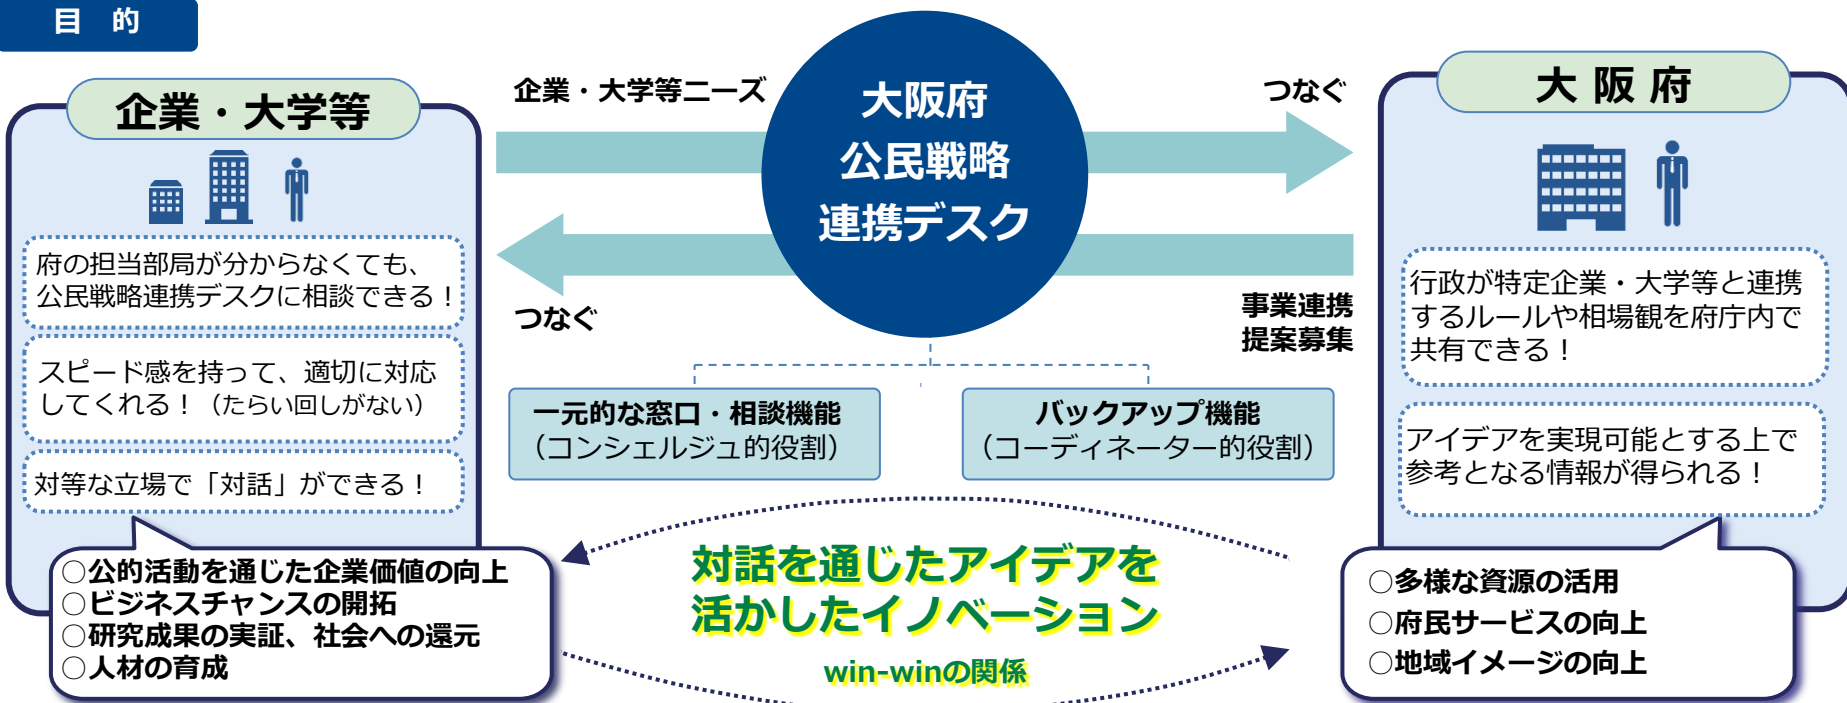 目 的
企業・大学等
府の担当部局が分からなくても、
公民戦略連携デスクに相談できる！
スピード感を持って、適切に対応
してくれる！（たらい回しがない）
対等な立場で「対話」ができる！
○公的活動を通じた企業価値の向上
○ビジネスチャンスの開拓
○研究成果の実証、社会への還元
○人材の育成
企業・大学等ニーズ
つなぐ
大阪府
公民戦略
連携デスク
つなぐ
事業連携
提案募集
一元的な窓口・相談機能
（コンシェルジュ的役割）
バックアップ機能
（コーディネーター的役割）
対話を通じたアイデアを
活かしたイノベーション
win-winの関係
大 阪 府
行政が特定企業・大学等と連携
するルールや相場観を府庁内で
共有できる！
アイデアを実現可能とする上で
参考となる情報が得られる！
○多様な資源の活用
○府民サービスの向上
○地域イメージの向上